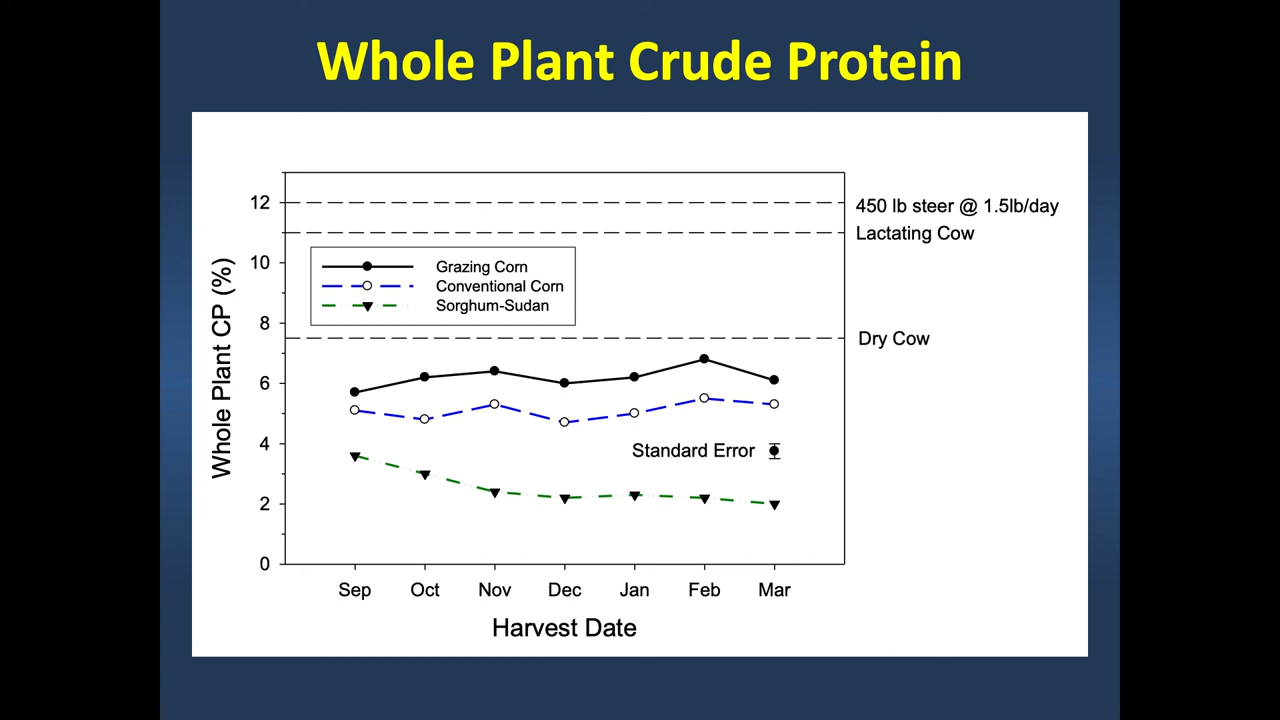 Whole Plant Crude Protein
12
10
8
6
4
2
0
Whole Plant CP (%)
Grazing Corn
Conventional Corn
Sorghum-Sudan
450 lb steer @ 1.5lb/day
Lactating Cow
Dry Cow
Standard Error
Sep Oct Nov Dec Jan Feb Mar
Harvest Date